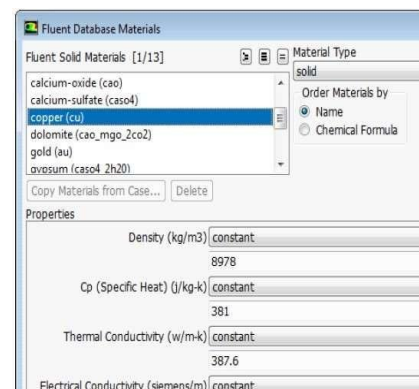 Fluent Database Materials
Fluent Solid Materials [1/13]
Material Type
solid
calcium-oxide (cao)
calcium-sulfate (caso4)
copper (cu)
dolomite (cao_mgo_2co2)
gold (au)
gypsum (caso4_2h20)
Order Materials by
Name
Chemical Formula
Copy Materials from Case... Delete
Properties
Density (kg/m3) constant
8978
Cp (Specific Heat) (j/kg-k) constant
381
Thermal Conductivity (w/m-k) constant
387.6
Electrical Conductivity (siemens/m) constant